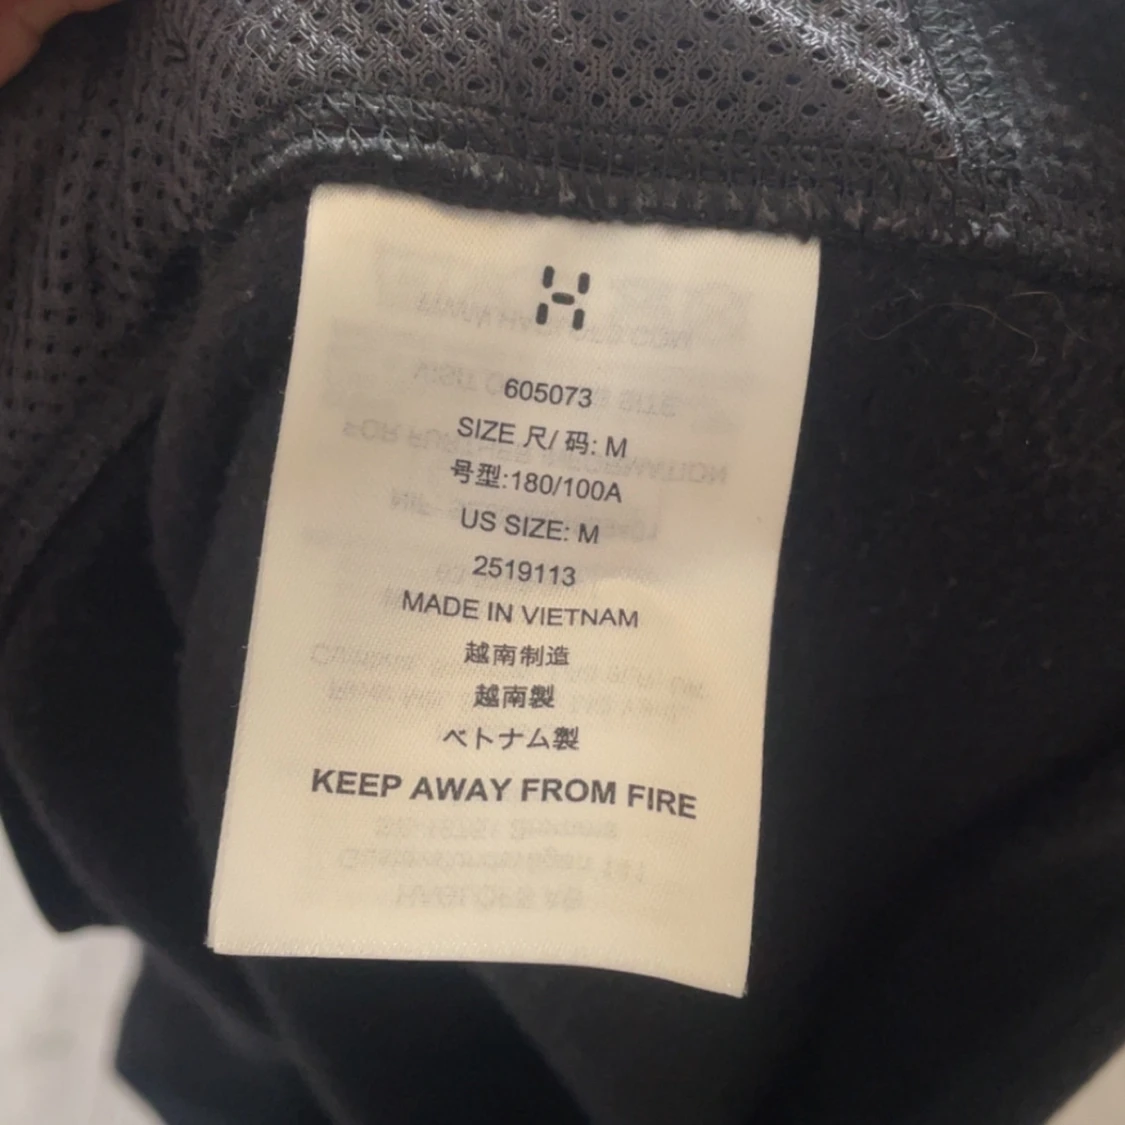 605073
SIZE 尺/ 码: M
号型:180/100A
US SIZE: M
2519113
MADE IN VIETNAM
越南制造
越南製
ベトナム製
KEEP AWAY FROM FIRE